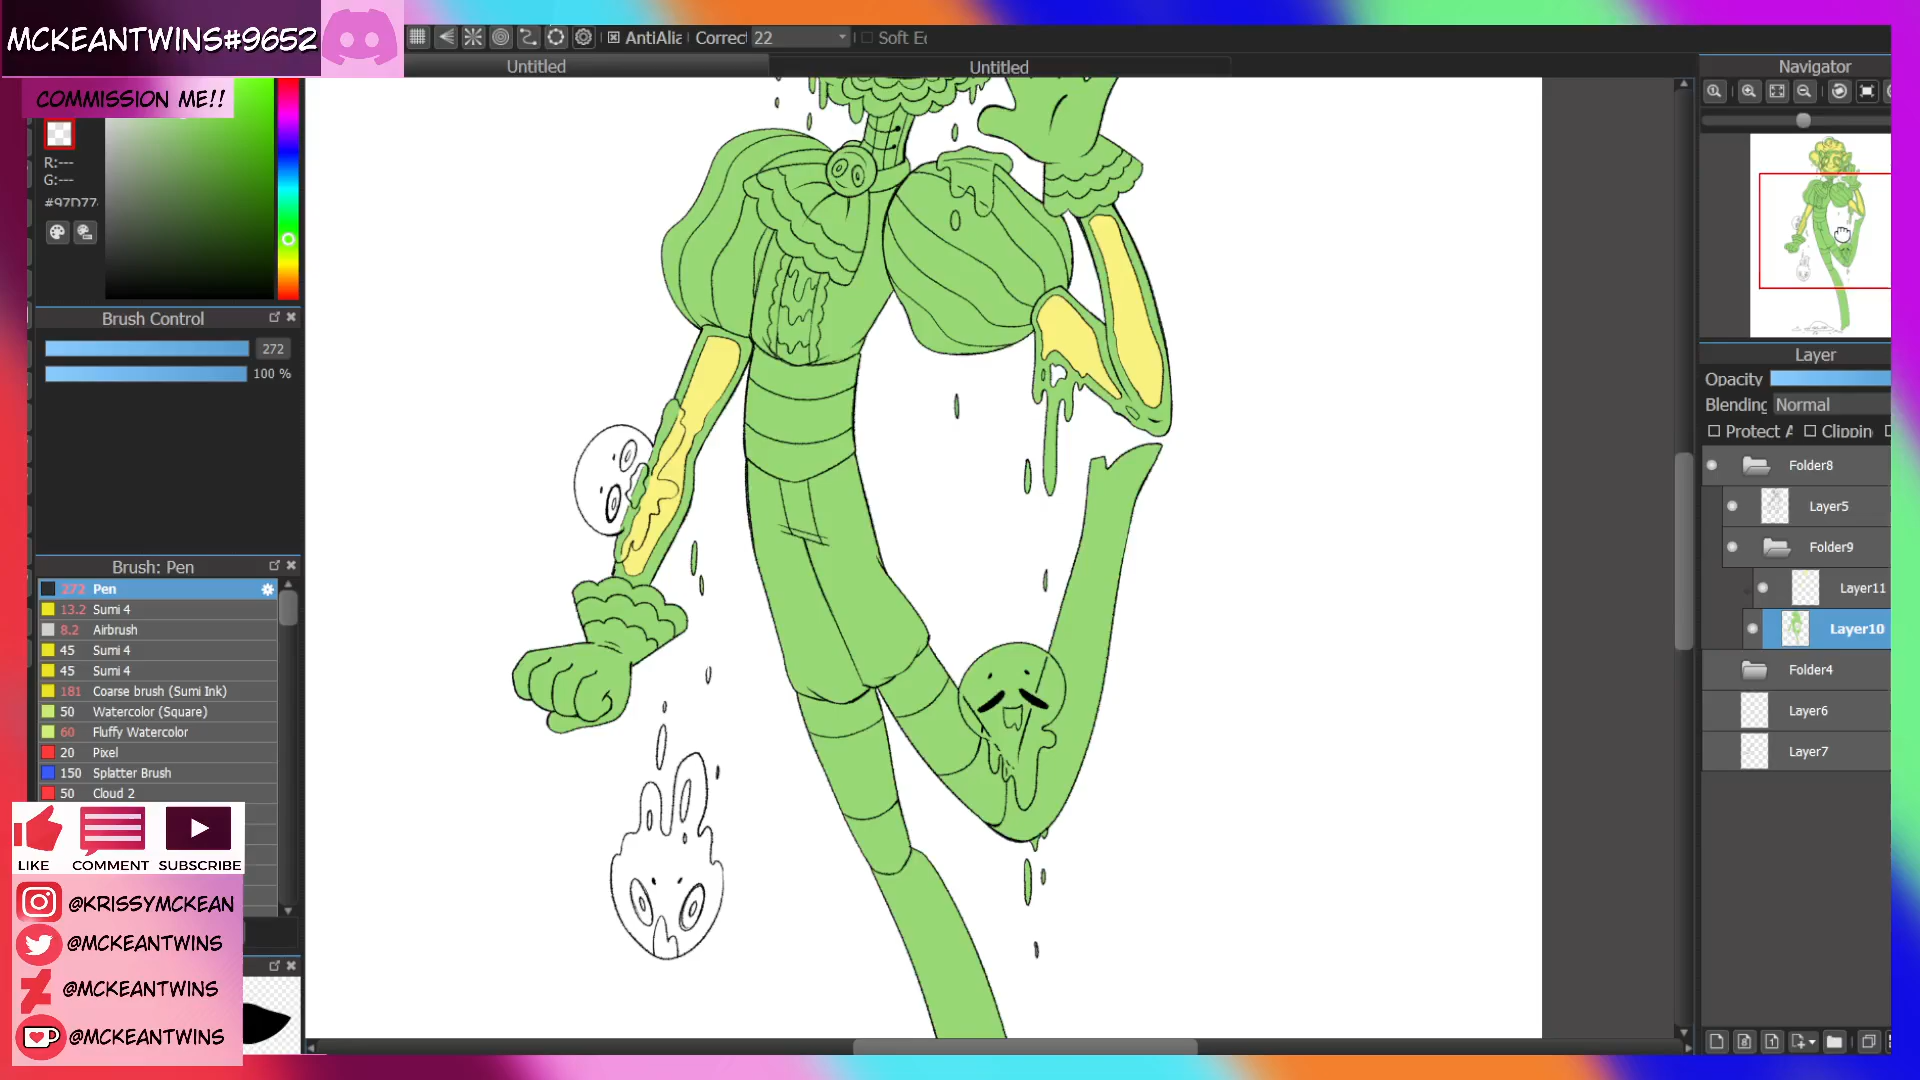 MCKEANTWINS#9652
COMMISSION ME!!
AntiAlia
Correct
22
Soft Ed
Untitled
Untitled
R:---
G:---
#97D77
Brush Control
272
100 %
Brush: Pen
272 Pen
13.2 Sumi 4
8.2 Airbrush
45 Sumi 4
45 Sumi 4
181 Coarse brush (Sumi Ink)
50 Watercolor (Square)
60 Fluffy Watercolor
20 Pixel
150 Splatter Brush
50 Cloud 2
LIKE
COMMENT
SUBSCRIBE
@KRISSYMCKEAN
@MCKEANTWINS
@MCKEANTWINS
@MCKEANTWINS
Navigator
Layer
Opacity
Blending Normal
Protect A
Clipping
Folder8
Layer5
Folder9
Layer11
Layer10
Folder4
Layer6
Layer7